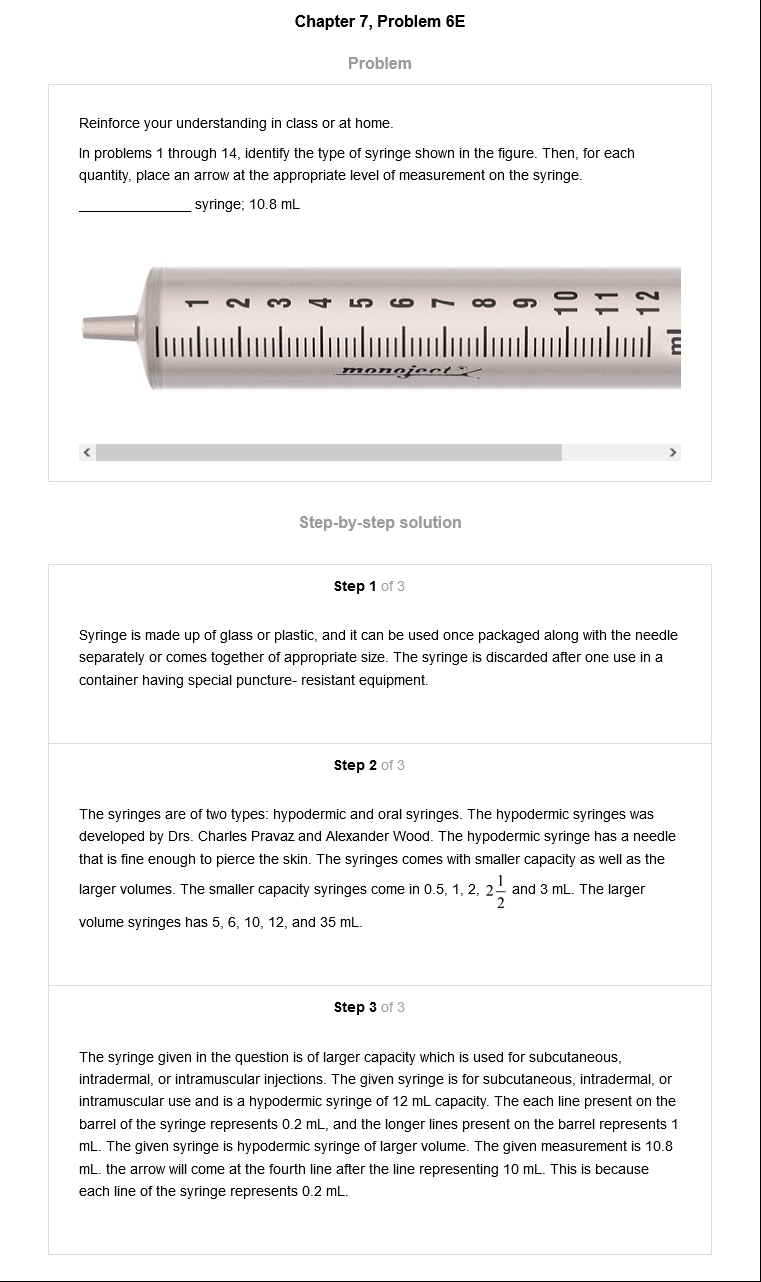 Chapter 7, Problem 6E
Problem
Reinforce your understanding in class or at home.
In problems 1 through 14, identify the type of syringe shown in the figure. Then, for each
quantity, place an arrow at the appropriate level of measurement on the syringe.
______________ syringe; 10.8 mL
1 2 3 4 5 6 7 8 9 10 11 12
ml
monoject
Step-by-step solution
Step 1 of 3
Syringe is made up of glass or plastic, and it can be used once packaged along with the needle
separately or comes together of appropriate size. The syringe is discarded after one use in a
container having special puncture- resistant equipment.
Step 2 of 3
The syringes are of two types: hypodermic and oral syringes. The hypodermic syringes was
developed by Drs. Charles Pravaz and Alexander Wood. The hypodermic syringe has a needle
that is fine enough to pierce the skin. The syringes comes with smaller capacity as well as the
larger volumes. The smaller capacity syringes come in 0.5, 1, 2, 2 1/2 and 3 mL. The larger
volume syringes has 5, 6, 10, 12, and 35 mL.
Step 3 of 3
The syringe given in the question is of larger capacity which is used for subcutaneous,
intradermal, or intramuscular injections. The given syringe is for subcutaneous, intradermal, or
intramuscular use and is a hypodermic syringe of 12 mL capacity. The each line present on the
barrel of the syringe represents 0.2 mL, and the longer lines present on the barrel represents 1
mL. The given syringe is hypodermic syringe of larger volume. The given measurement is 10.8
mL. the arrow will come at the fourth line after the line representing 10 mL. This is because
each line of the syringe represents 0.2 mL.